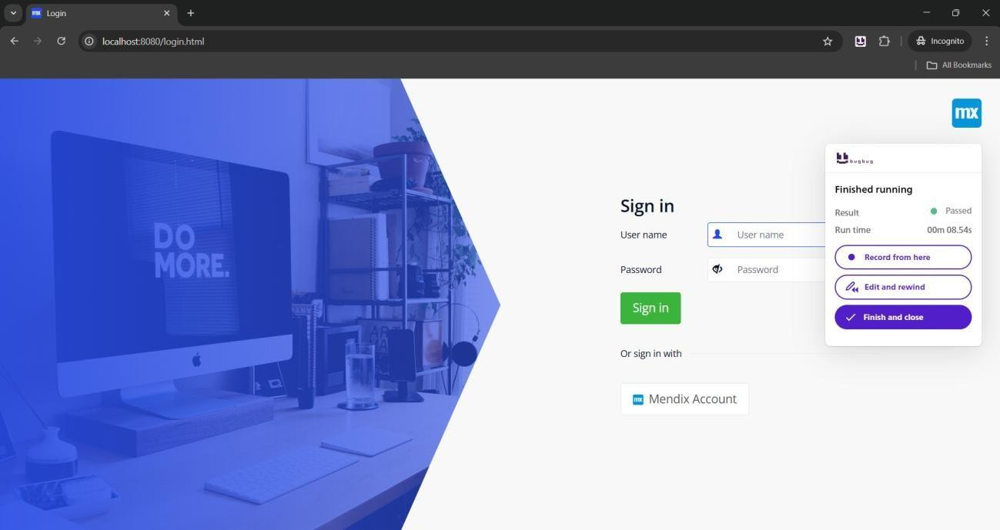 mx Login
localhost:8080/login.html
Incognito
All Bookmarks
DO
MORE.
mx
bugbug
Finished running
Result Passed
Run time 00m 08.54s
Record from here
Edit and rewind
Finish and close
Sign in
User name User name
Password Password
Sign in
Or sign in with
mx Mendix Account